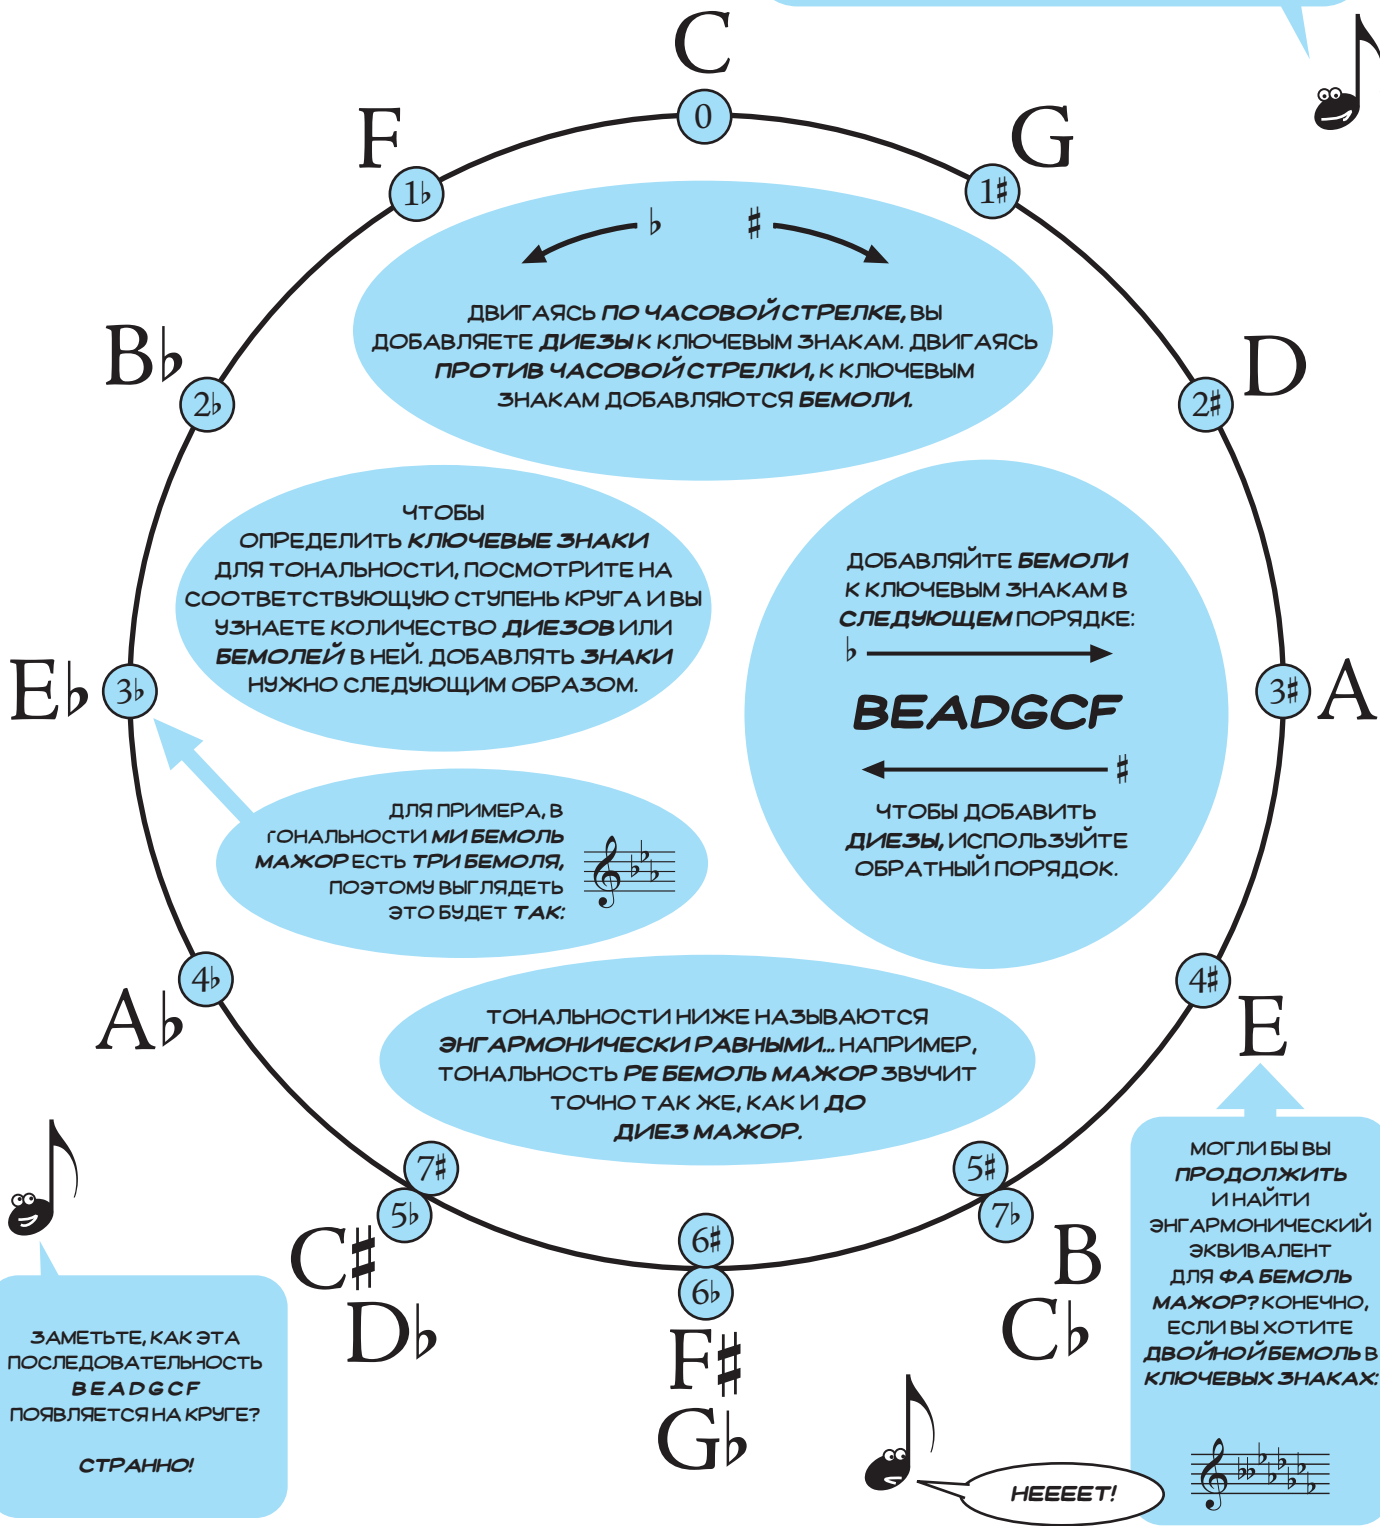 C
F
G
0
1♭
1♯
♭ ♯
ДВИГАЯСЬ ПО ЧАСОВОЙ СТРЕЛКЕ, ВЫ
ДОБАВЛЯЕТЕ ДИЕЗЫ К КЛЮЧЕВЫМ ЗНАКАМ. ДВИГАЯСЬ
ПРОТИВ ЧАСОВОЙ СТРЕЛКИ, К КЛЮЧЕВЫМ
ЗНАКАМ ДОБАВЛЯЮТСЯ БЕМОЛИ.
B♭
2♭
D
2♯
ЧТОБЫ
ОПРЕДЕЛИТЬ КЛЮЧЕВЫЕ ЗНАКИ
ДЛЯ ТОНАЛЬНОСТИ, ПОСМОТРИТЕ НА
СООТВЕТСТВУЮЩУЮ СТУПЕНЬ КРУГА И ВЫ
УЗНАЕТЕ КОЛИЧЕСТВО ДИЕЗОВ ИЛИ
БЕМОЛЕЙ В НЕЙ. ДОБАВЛЯТЬ ЗНАКИ
НУЖНО СЛЕДУЮЩИМ ОБРАЗОМ.
ДОБАВЛЯЙТЕ БЕМОЛИ
К КЛЮЧЕВЫМ ЗНАКАМ В
СЛЕДУЮЩЕМ ПОРЯДКЕ:
♭
BEADGCF
♯
ЧТОБЫ ДОБАВИТЬ
ДИЕЗЫ, ИСПОЛЬЗУЙТЕ
ОБРАТНЫЙ ПОРЯДОК.
E♭
3♭
3♯
A
ДЛЯ ПРИМЕРА, В
ТОНАЛЬНОСТИ МИ БЕМОЛЬ
МАЖОР ЕСТЬ ТРИ БЕМОЛЯ,
ПОЭТОМУ ВЫГЛЯДЕТЬ
ЭТО БУДЕТ ТАК:
4♭
A♭
4♯
E
ТОНАЛЬНОСТИ НИЖЕ НАЗЫВАЮТСЯ
ЭНГАРМОНИЧЕСКИ РАВНЫМИ... НАПРИМЕР,
ТОНАЛЬНОСТЬ РЕ БЕМОЛЬ МАЖОР ЗВУЧИТ
ТОЧНО ТАК ЖЕ, КАК И ДО
ДИЕЗ МАЖОР.
7♯
5♭
C♯
D♭
6♯
6♭
F♯
G♭
5♯
7♭
B
C♭
МОГЛИ БЫ ВЫ
ПРОДОЛЖИТЬ
И НАЙТИ
ЭНГАРМОНИЧЕСКИЙ
ЭКВИВАЛЕНТ
ДЛЯ ФА БЕМОЛЬ
МАЖОР? КОНЕЧНО,
ЕСЛИ ВЫ ХОТИТЕ
ДВОЙНОЙ БЕМОЛЬ В
КЛЮЧЕВЫХ ЗНАКАХ:
ЗАМЕТЬТЕ, КАК ЭТА
ПОСЛЕДОВАТЕЛЬНОСТЬ
B E A D G C F
ПОЯВЛЯЕТСЯ НА КРУГЕ?
СТРАННО!
НЕЕЕЕТ!